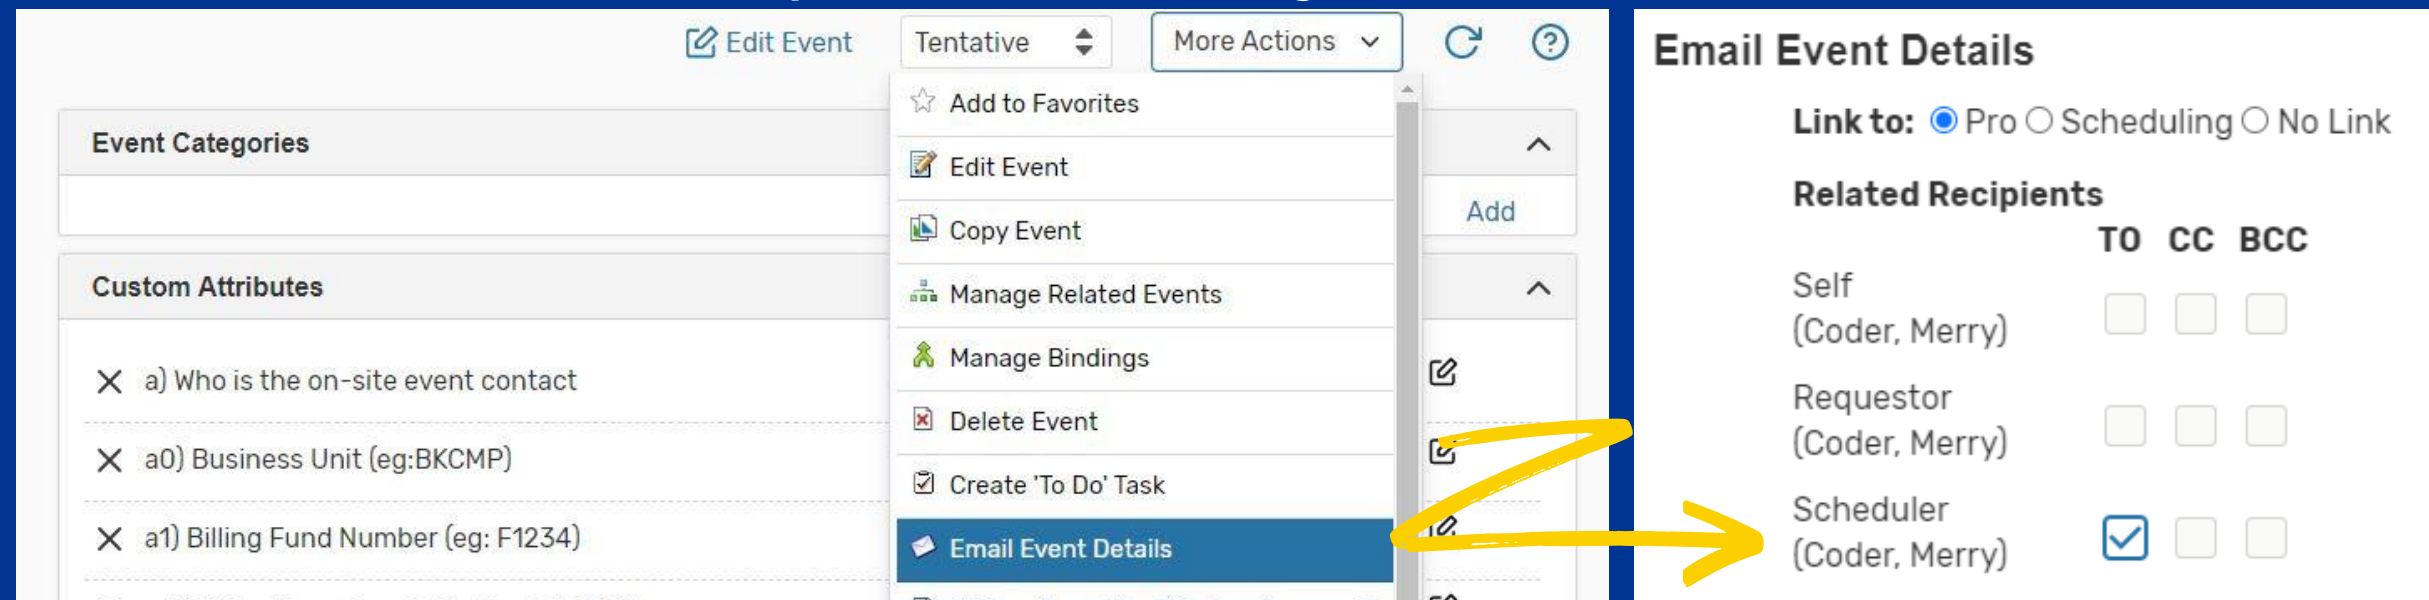 Edit Event
Tentative
More Actions
Event Categories
Add
Custom Attributes
a) Who is the on-site event contact
a0) Business Unit (eg:BKCMP)
a1) Billing Fund Number (eg: F1234)
Add to Favorites
Edit Event
Copy Event
Manage Related Events
Manage Bindings
Delete Event
Create 'To Do' Task
Email Event Details
Email Event Details
Link to: Pro Scheduling No Link
Related Recipients
TO CC BCC
Self
(Coder, Merry)
Requestor
(Coder, Merry)
Scheduler
(Coder, Merry)